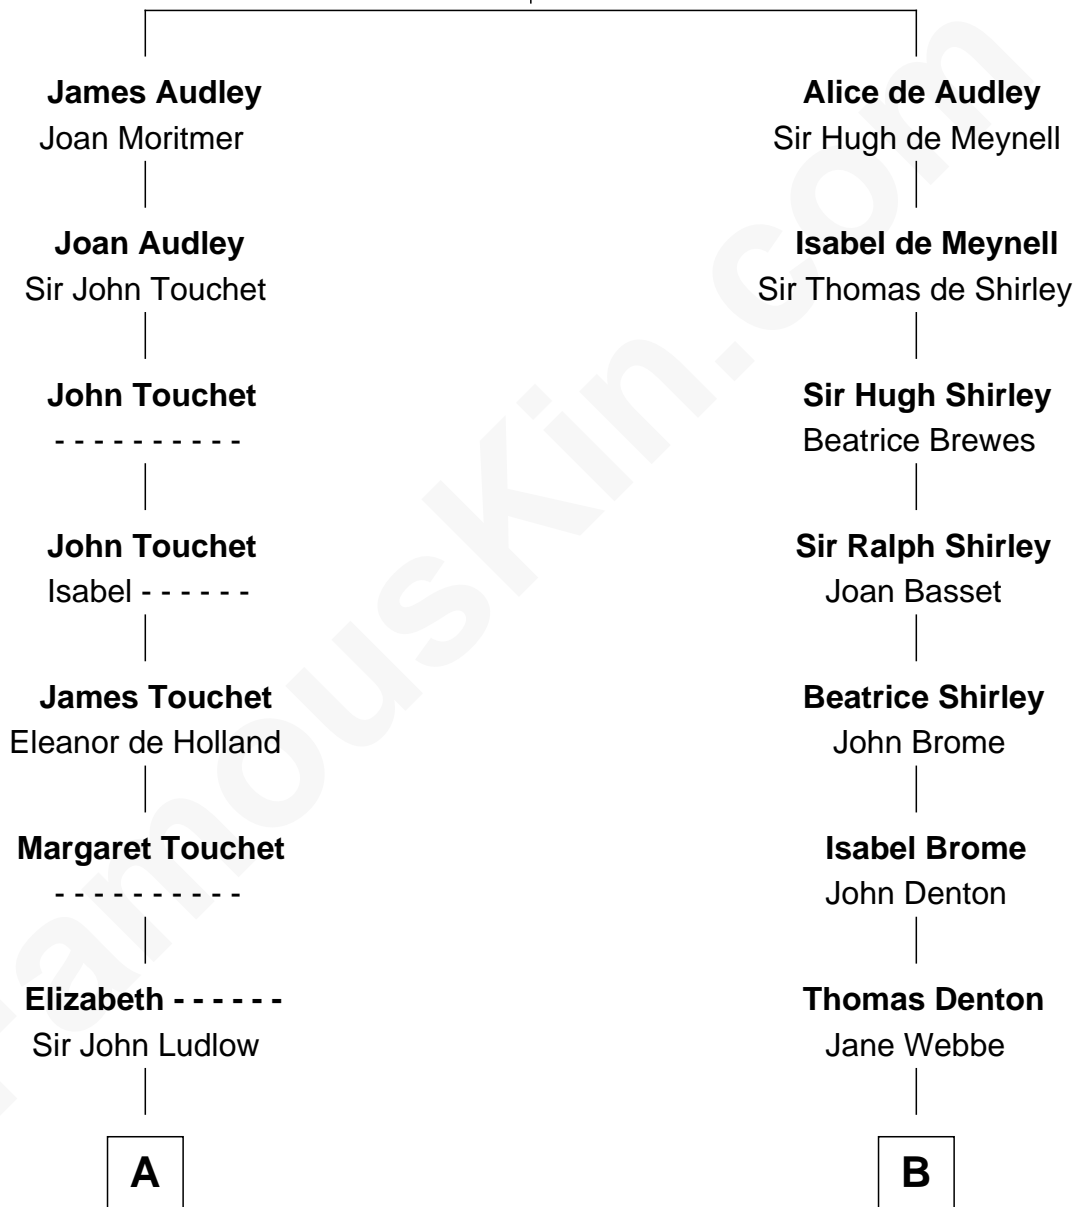 James Audley
Joan Moritmer
Joan Audley
Sir John Touchet
John Touchet
- - - - - - - - - -
John Touchet
Isabel - - - - - -
James Touchet
Eleanor de Holland
Margaret Touchet
- - - - - - - - - -
Elizabeth - - - - - -
Sir John Ludlow
A
Alice de Audley
Sir Hugh de Meynell
Isabel de Meynell
Sir Thomas de Shirley
Sir Hugh Shirley
Beatrice Brewes
Sir Ralph Shirley
Joan Basset
Beatrice Shirley
John Brome
Isabel Brome
John Denton
Thomas Denton
Jane Webbe
B
FamousKin.com